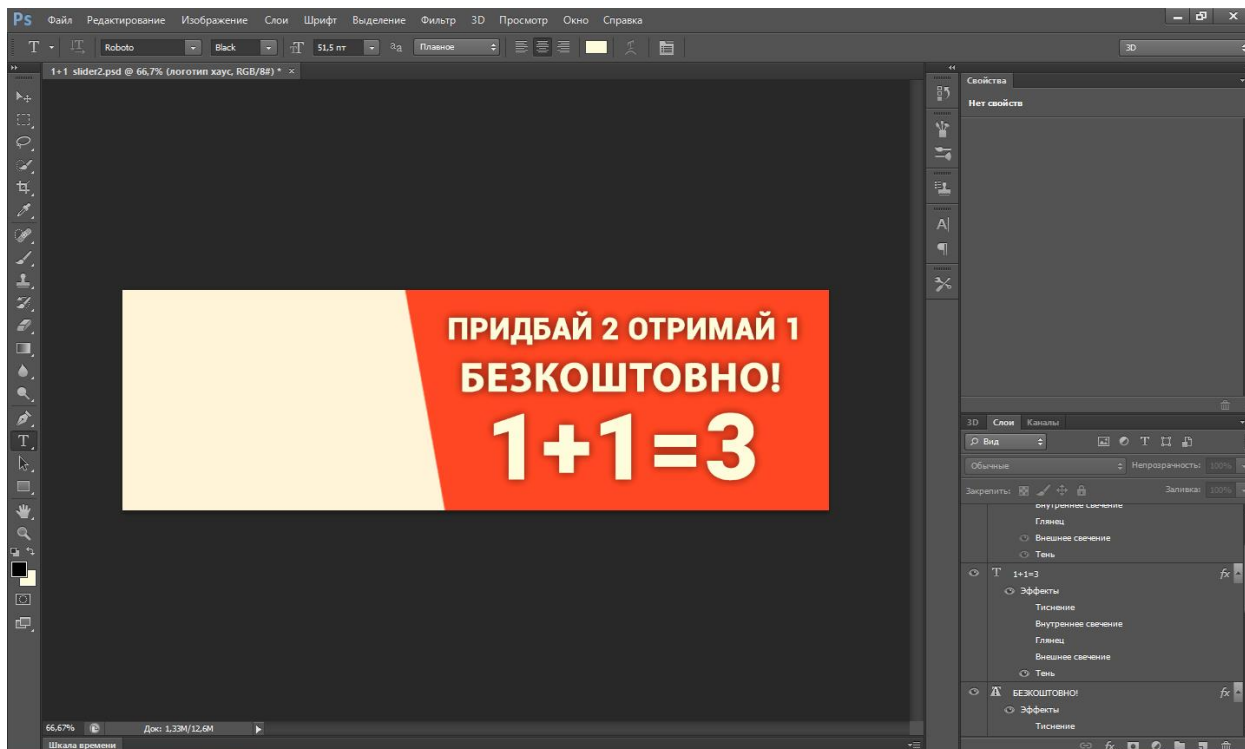 Ps Файл Редактирование Изображение Слои Шрифт Выделение Фильтр 3D Просмотр Окно Справка
T Roboto Black 51,5 пт aа Плавное 3D
1+1 slider2.psd @ 66,7% (логотип хаус, RGB/8#) * ×
Свойства
Нет свойств
ПРИДБАЙ 2 ОТРИМАЙ 1
БЕЗКОШТОВНО!
1+1=3
3D Слои Каналы
Вид
Обычные Непрозрачность: 100%
Закрепить: Заливка: 100%
Внутреннее свечение
Глянец
Внешнее свечение
Тень
T 1+1=3 fx
Эффекты
Тиснение
Внутреннее свечение
Глянец
Внешнее свечение
Тень
БЕЗКОШТОВНО! fx
Эффекты
Тиснение
66,67% Док: 1,33M/12,6M
Шкала времени
fx